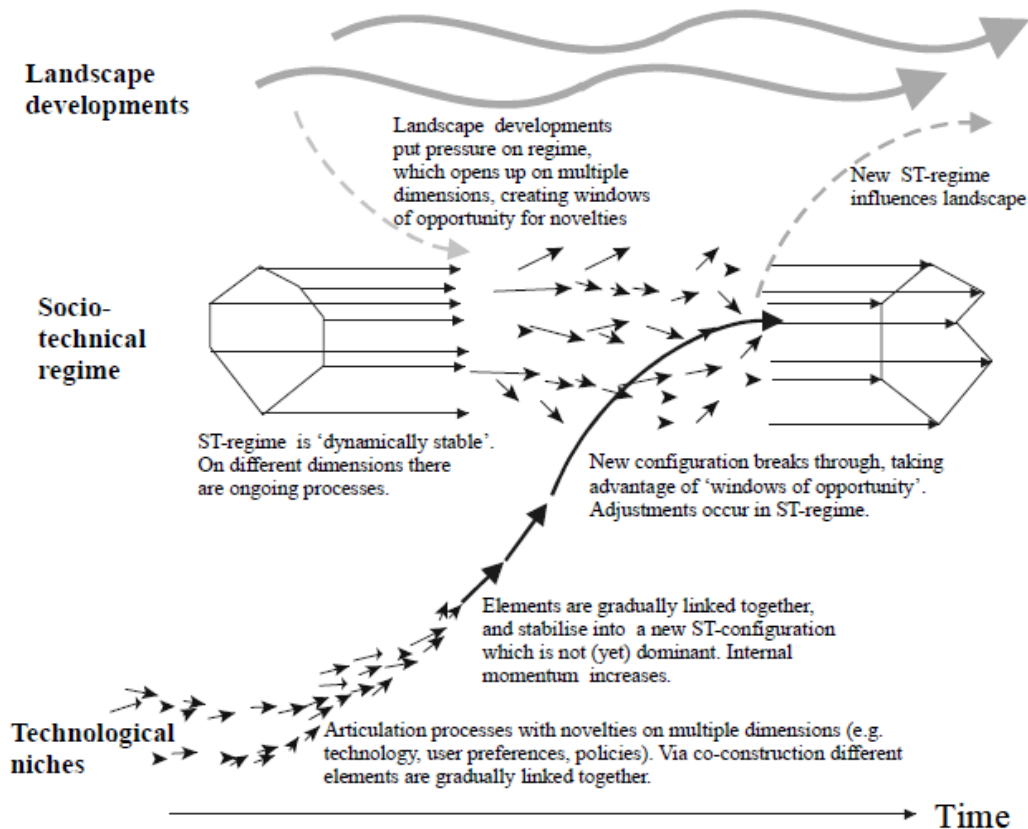 Landscape
developments
Landscape developments
put pressure on regime,
which opens up on multiple
dimensions, creating windows
of opportunity for novelties
New ST-regime
influences landscape
Socio-
technical
regime
ST-regime is ‘dynamically stable’.
On different dimensions there
are ongoing processes.
New configuration breaks through, taking
advantage of ‘windows of opportunity’.
Adjustments occur in ST-regime.
Elements are gradually linked together,
and stabilise into a new ST-configuration
which is not (yet) dominant. Internal
momentum increases.
Technological
niches
Articulation processes with novelties on multiple dimensions (e.g.
technology, user preferences, policies). Via co-construction different
elements are gradually linked together.
Time